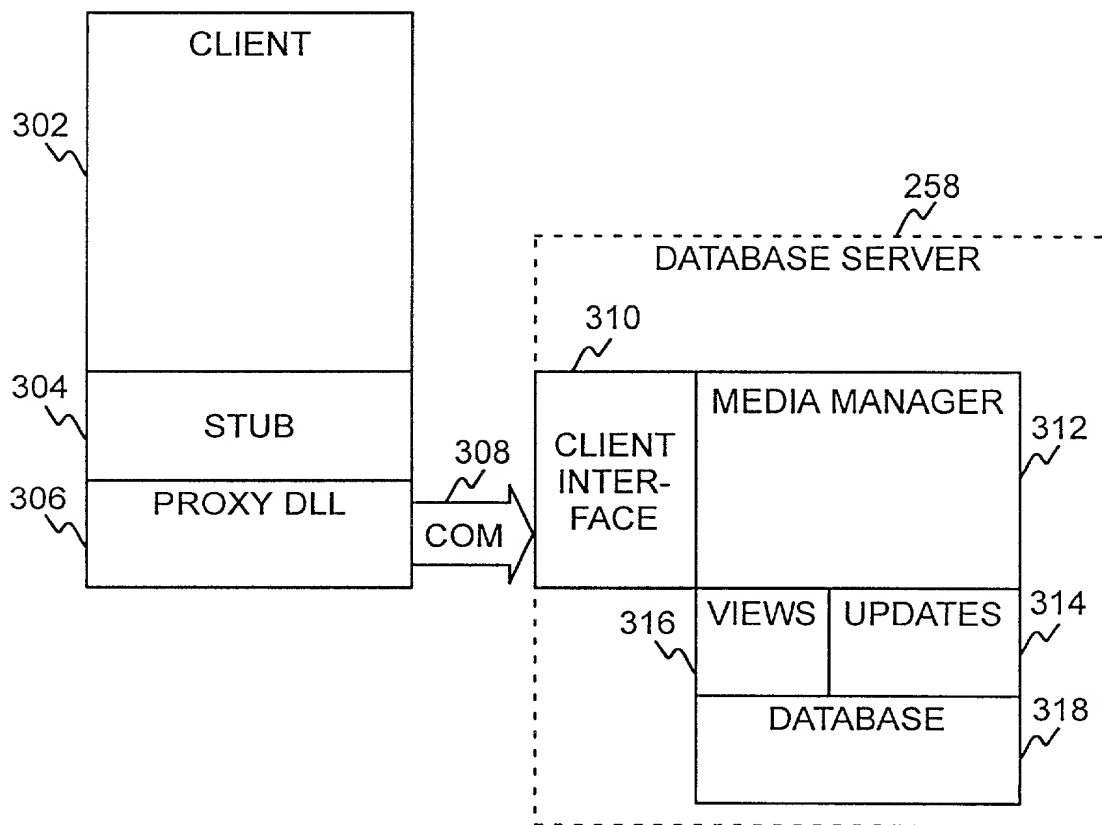 CLIENT
302
258
DATABASE SERVER
310
304
STUB
MEDIA MANAGER
312
CLIENT
INTER-
FACE
308
306
PROXY DLL
COM
316
VIEWS
UPDATES
314
DATABASE
318